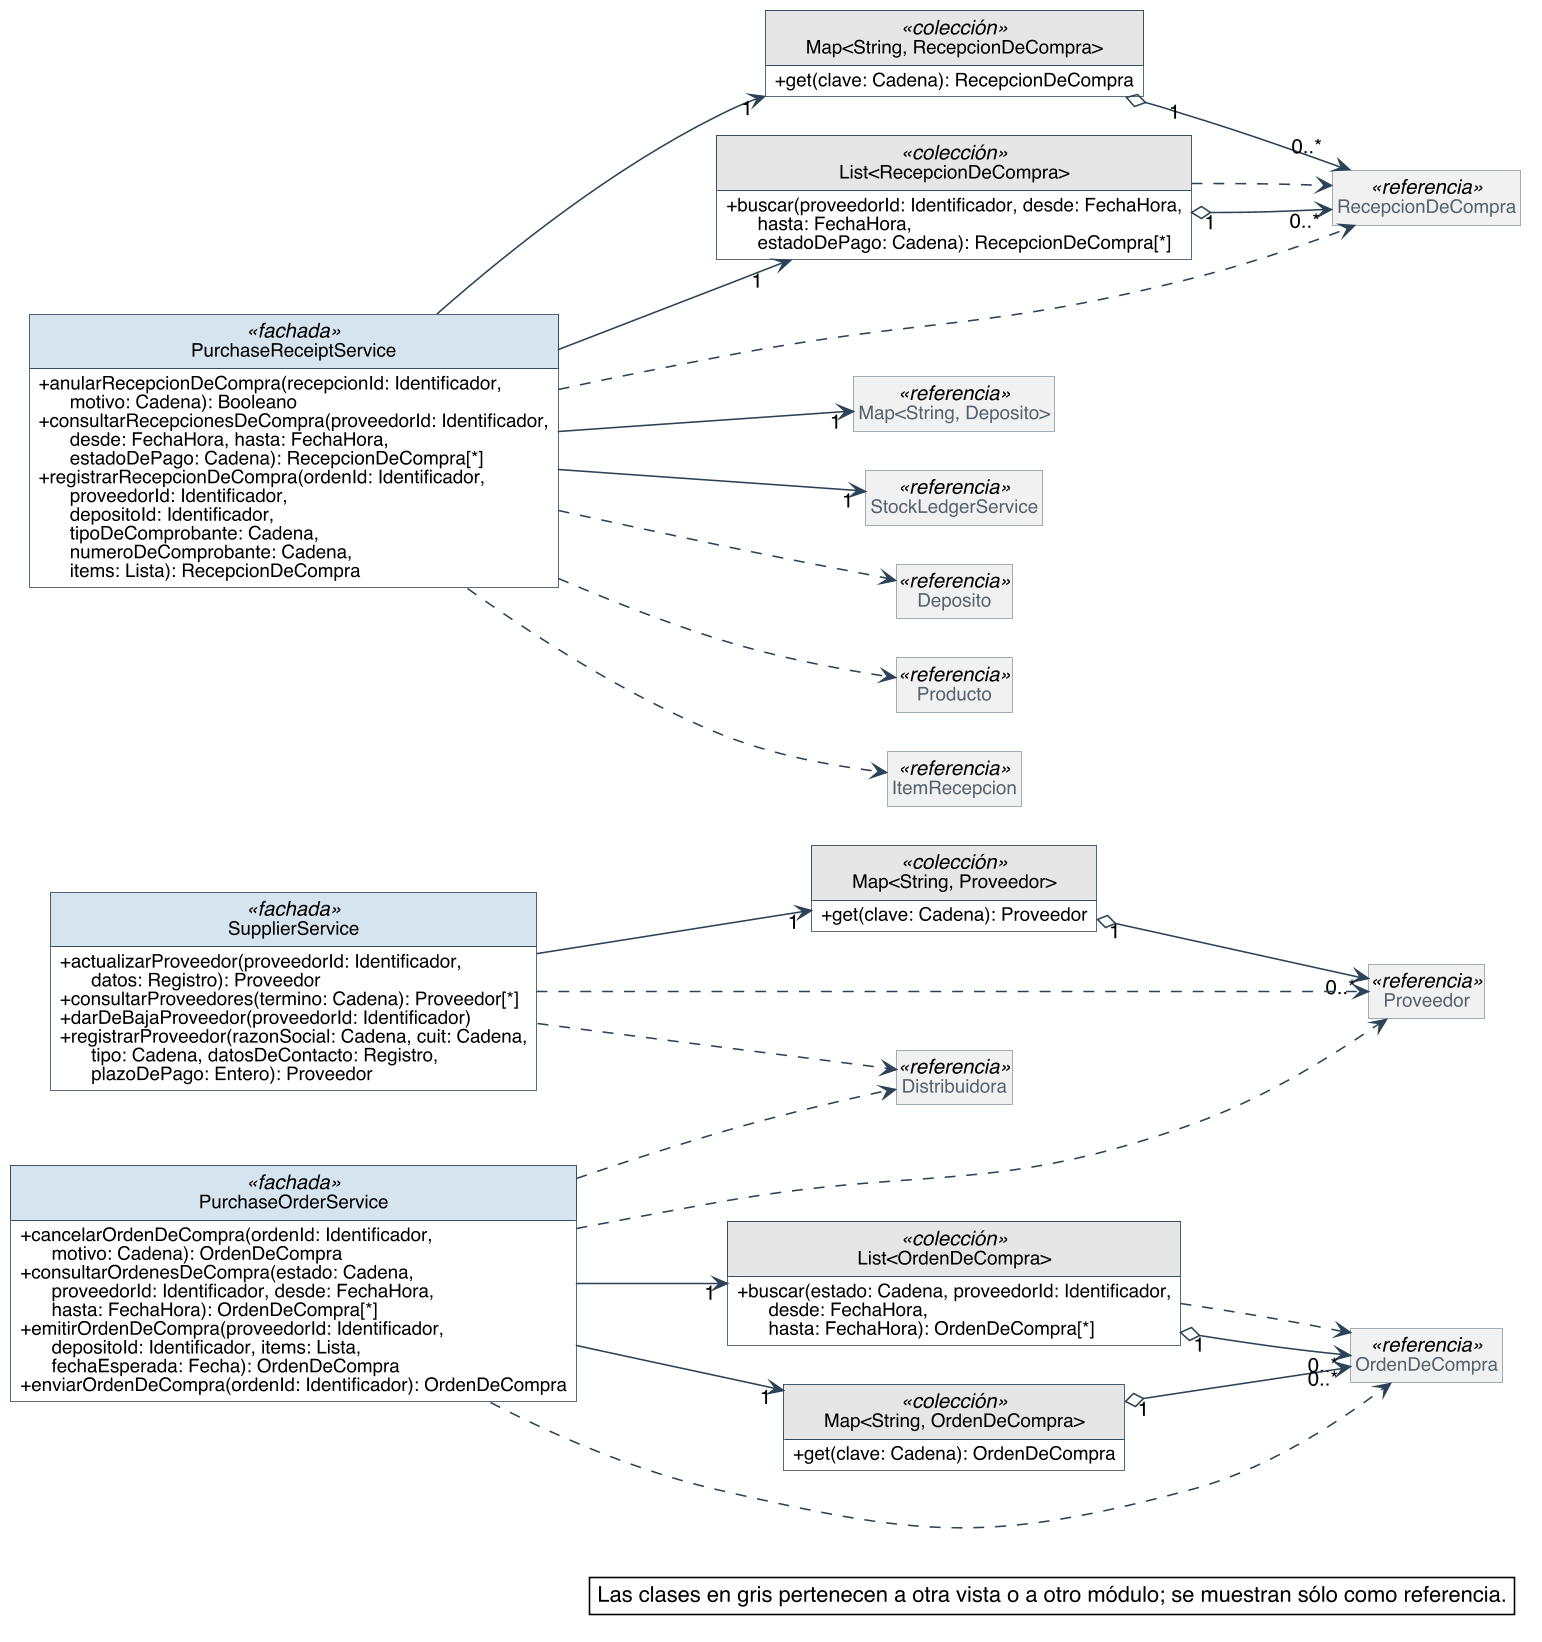 «colección»
Map<String, RecepcionDeCompra>
+get(clave: Cadena): RecepcionDeCompra
1
1
0..*
«colección»
List<RecepcionDeCompra>
+buscar(proveedorId: Identificador, desde: FechaHora,
hasta: FechaHora,
estadoDePago: Cadena): RecepcionDeCompra[*]
1
1
0..*
«referencia»
RecepcionDeCompra
«fachada»
PurchaseReceiptService
+anularRecepcionDeCompra(recepcionId: Identificador,
motivo: Cadena): Booleano
+consultarRecepcionesDeCompra(proveedorId: Identificador,
desde: FechaHora, hasta: FechaHora,
estadoDePago: Cadena): RecepcionDeCompra[*]
+registrarRecepcionDeCompra(ordenId: Identificador,
proveedorId: Identificador,
depositoId: Identificador,
tipoDeComprobante: Cadena,
numeroDeComprobante: Cadena,
items: Lista): RecepcionDeCompra
«referencia»
Map<String, Deposito>
1
«referencia»
StockLedgerService
1
«referencia»
Deposito
«referencia»
Producto
«referencia»
ItemRecepcion
«colección»
Map<String, Proveedor>
+get(clave: Cadena): Proveedor
1
1
0..*
«referencia»
Proveedor
«fachada»
SupplierService
+actualizarProveedor(proveedorId: Identificador,
datos: Registro): Proveedor
+consultarProveedores(termino: Cadena): Proveedor[*]
+darDeBajaProveedor(proveedorId: Identificador)
+registrarProveedor(razonSocial: Cadena, cuit: Cadena,
tipo: Cadena, datosDeContacto: Registro,
plazoDePago: Entero): Proveedor
«referencia»
Distribuidora
«fachada»
PurchaseOrderService
+cancelarOrdenDeCompra(ordenId: Identificador,
motivo: Cadena): OrdenDeCompra
+consultarOrdenesDeCompra(estado: Cadena,
proveedorId: Identificador, desde: FechaHora,
hasta: FechaHora): OrdenDeCompra[*]
+emitirOrdenDeCompra(proveedorId: Identificador,
depositoId: Identificador, items: Lista,
fechaEsperada: Fecha): OrdenDeCompra
+enviarOrdenDeCompra(ordenId: Identificador): OrdenDeCompra
«colección»
List<OrdenDeCompra>
+buscar(estado: Cadena, proveedorId: Identificador,
desde: FechaHora,
hasta: FechaHora): OrdenDeCompra[*]
1
1
0..*
«referencia»
OrdenDeCompra
«colección»
Map<String, OrdenDeCompra>
+get(clave: Cadena): OrdenDeCompra
1
1
0..*
Las clases en gris pertenecen a otra vista o a otro módulo; se muestran sólo como referencia.